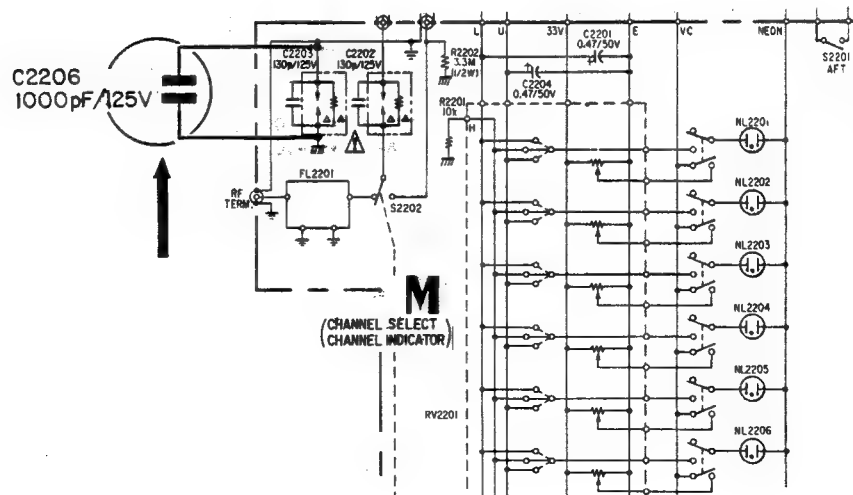 L U 33V E VC NEON
C2201
0.47/50V
S2201
AFT
C2203
130p/125V
C2202
130p/125V
R2202
3.3M
(1/2W)
C2204
0.47/50V
C2206
1000pF/125V
R2201
10k
H
NL2201
RF
TERM
FL2201
S2202
NL2202
NL2203
M
(CHANNEL SELECT
CHANNEL INDICATOR)
NL2204
NL2205
RV2201
NL2206